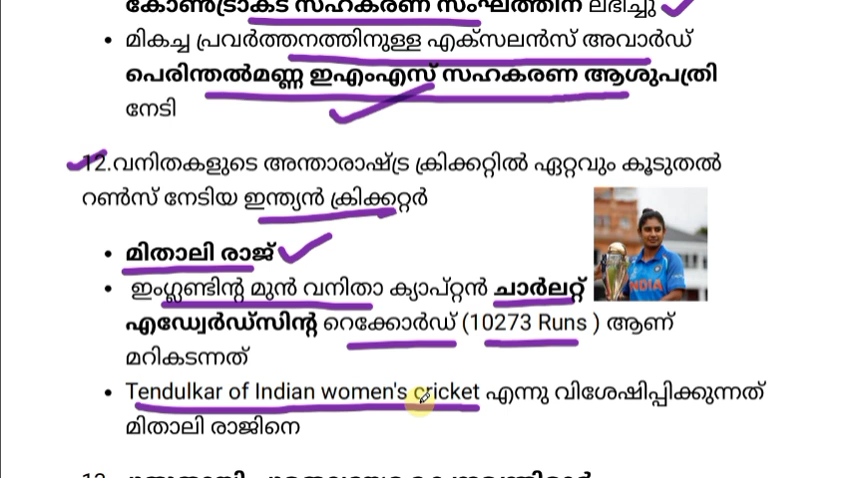 കോൺട്രാക്ട് സഹകരണ സംഘത്തിന് ലഭിച്ചു
• മികച്ച പ്രവർത്തനത്തിനുള്ള എക്സലൻസ് അവാർഡ്
പെരിന്തൽമണ്ണ ഇഎംഎസ് സഹകരണ ആശുപത്രി
നേടി
12.വനിതകളുടെ അന്താരാഷ്ട്ര ക്രിക്കറ്റിൽ ഏറ്റവും കൂടുതൽ
റൺസ് നേടിയ ഇന്ത്യൻ ക്രിക്കറ്റർ
• മിതാലി രാജ്
• ഇംഗ്ലണ്ടിന്റ മുൻ വനിതാ ക്യാപ്റ്റൻ ചാർലറ്റ്
എഡ്വേർഡ്സിന്റ റെക്കോർഡ് (10273 Runs ) ആണ്
മറികടന്നത്
• Tendulkar of Indian women's cricket എന്നു വിശേഷിപ്പിക്കുന്നത്
മിതാലി രാജിനെ
INDIA